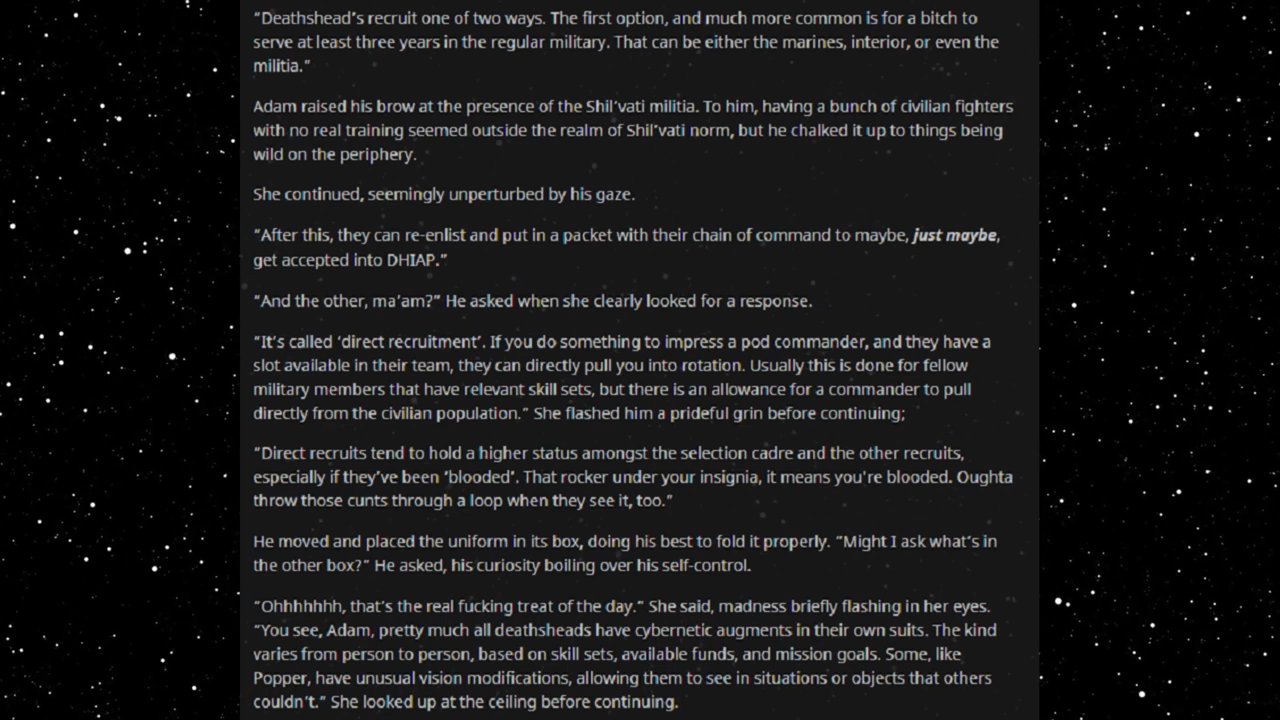 "Deathshead's recruit one of two ways. The first option, and much more common is for a bitch to
serve at least three years in the regular military. That can be either the marines, interior, or even the
militia."
Adam raised his brow at the presence of the Shil'vati militia. To him, having a bunch of civilian fighters
with no real training seemed outside the realm of Shil'vati norm, but he chalked it up to things being
wild on the periphery.
She continued, seemingly unperturbed by his gaze.
"After this, they can re-enlist and put in a packet with their chain of command to maybe, just maybe,
get accepted into DHIAP."
"And the other, ma'am?" He asked when she clearly looked for a response.
"It's called 'direct recruitment'. If you do something to impress a pod commander, and they have a
slot available in their team, they can directly pull you into rotation. Usually this is done for fellow
military members that have relevant skill sets, but there is an allowance for a commander to pull
directly from the civilian population." She flashed him a prideful grin before continuing;
"Direct recruits tend to hold a higher status amongst the selection cadre and the other recruits,
especially if they've been 'blooded'. That rocker under your insignia, it means you're blooded. Oughta
throw those cunts through a loop when they see it, too."
He moved and placed the uniform in its box, doing his best to fold it properly. "Might I ask what's in
the other box?" He asked, his curiosity boiling over his self-control.
"Ohhhhhhh, that's the real fucking treat of the day." She said, madness briefly flashing in her eyes.
"You see, Adam, pretty much all deathsheads have cybernetic augments in their own suits. The kind
varies from person to person, based on skill sets, available funds, and mission goals. Some, like
Popper, have unusual vision modifications, allowing them to see in situations or objects that others
couldn't." She looked up at the ceiling before continuing.